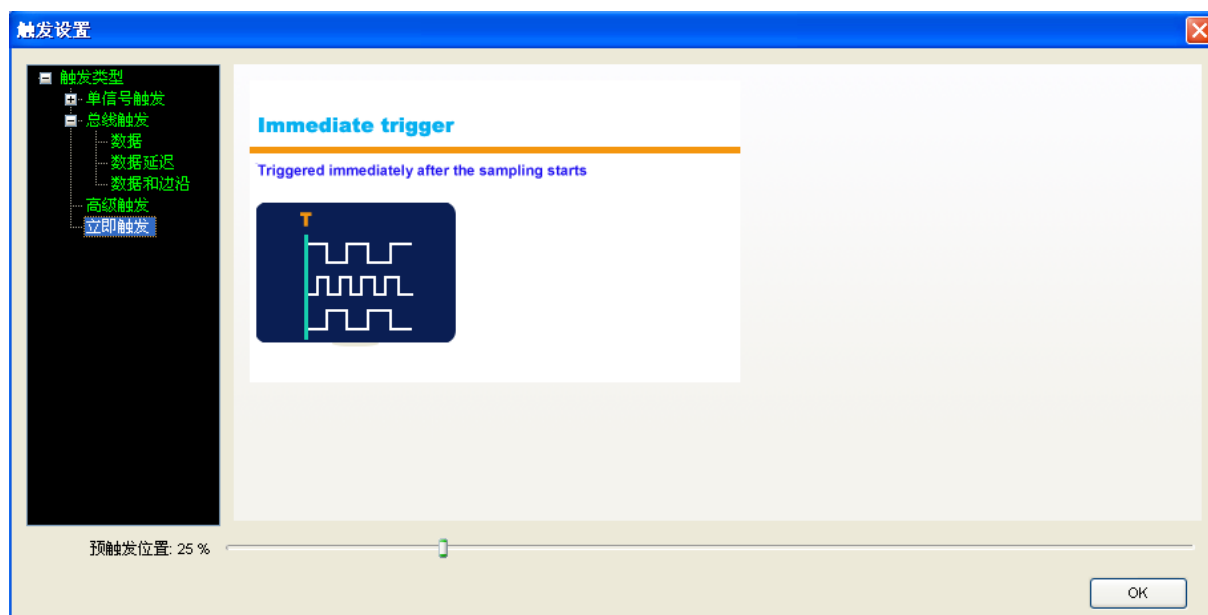 触发设置
触发类型
单信号触发
总线触发
数据
数据延迟
数据和边沿
高级触发
立即触发
Immediate trigger
Triggered immediately after the sampling starts
T
预触发位置: 25 %
OK